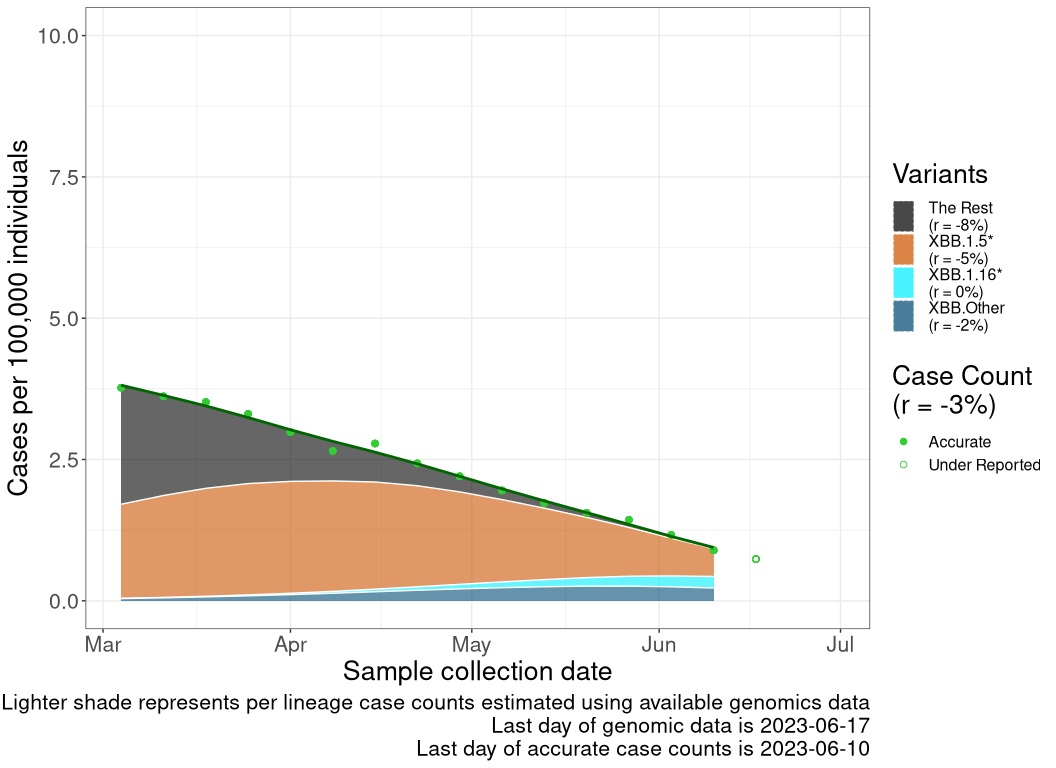 10.0
7.5
5.0
2.5
0.0
Cases per 100,000 individuals
Mar Apr May Jun Jul
Sample collection date
Lighter shade represents per lineage case counts estimated using available genomics data
Last day of genomic data is 2023-06-17
Last day of accurate case counts is 2023-06-10
Variants
The Rest
(r = -8%)
XBB.1.5*
(r = -5%)
XBB.1.16*
(r = 0%)
XBB.Other
(r = -2%)
Case Count
(r = -3%)
Accurate
Under Reported